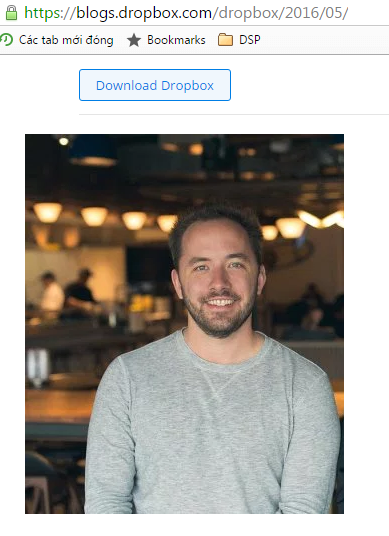 https://blogs.dropbox.com/dropbox/2016/05/
Các tab mới đóng Bookmarks DSP
Download Dropbox